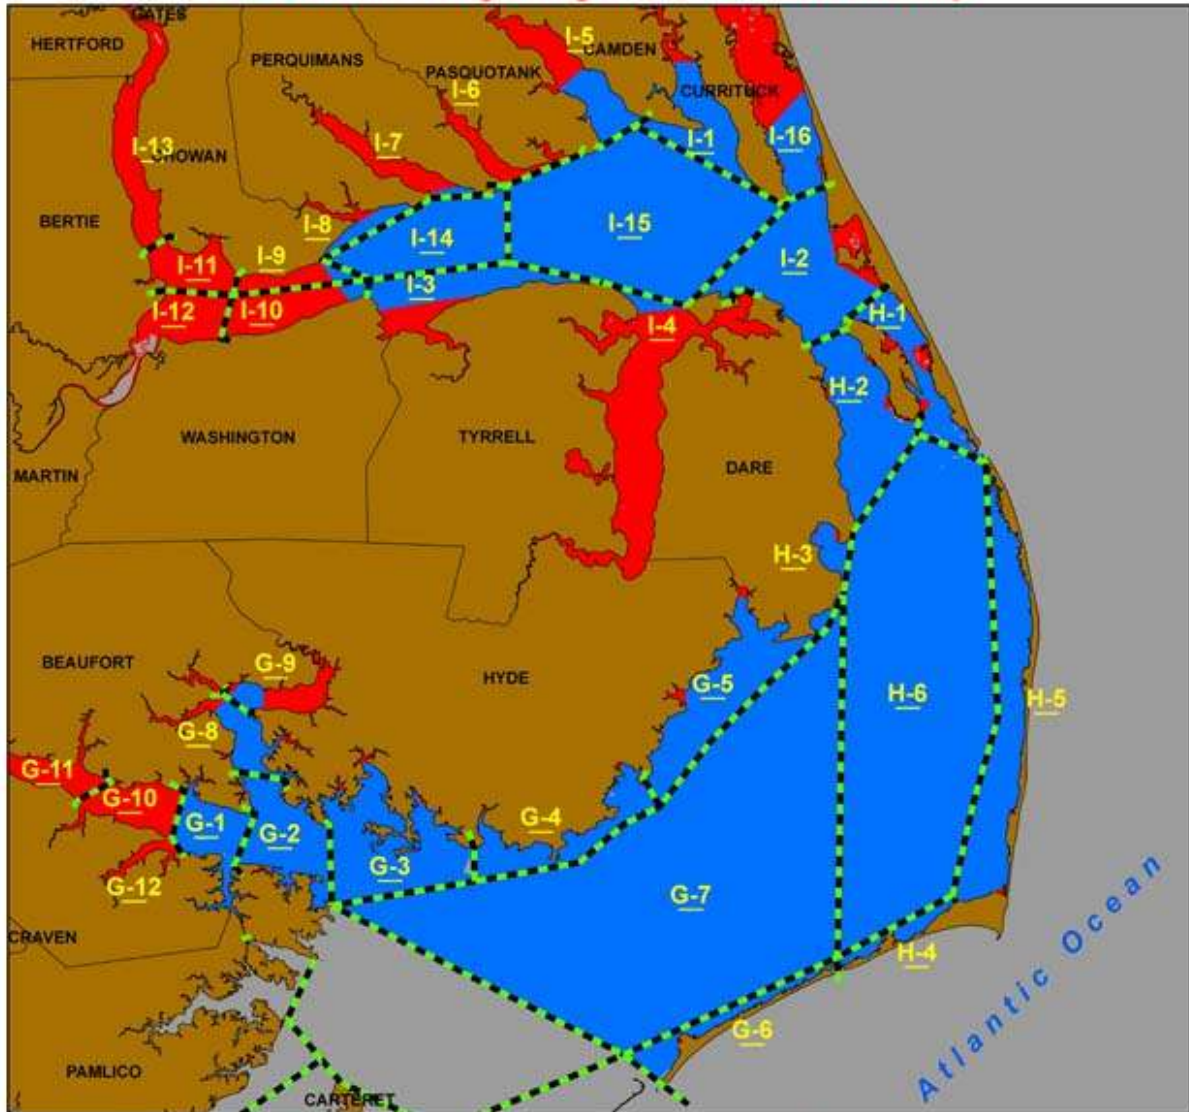 GATES
HERTFORD
I-5
CAMDEN
PERQUIMANS
PASQUOTANK
I-6
CURRITUCK
I-16
I-7
I-1
I-13
CHOWAN
BERTIE
I-8
I-15
I-14
I-9
I-2
I-11
I-3
I-12
I-10
H-1
I-4
H-2
WASHINGTON
TYRRELL
DARE
MARTIN
H-3
BEAUFORT
G-9
HYDE
G-5
H-6
H-5
G-8
G-11
G-10
G-1
G-2
G-4
G-3
G-12
G-7
CRAVEN
H-4
G-6
Atlantic Ocean
PAMLICO
CARTERET